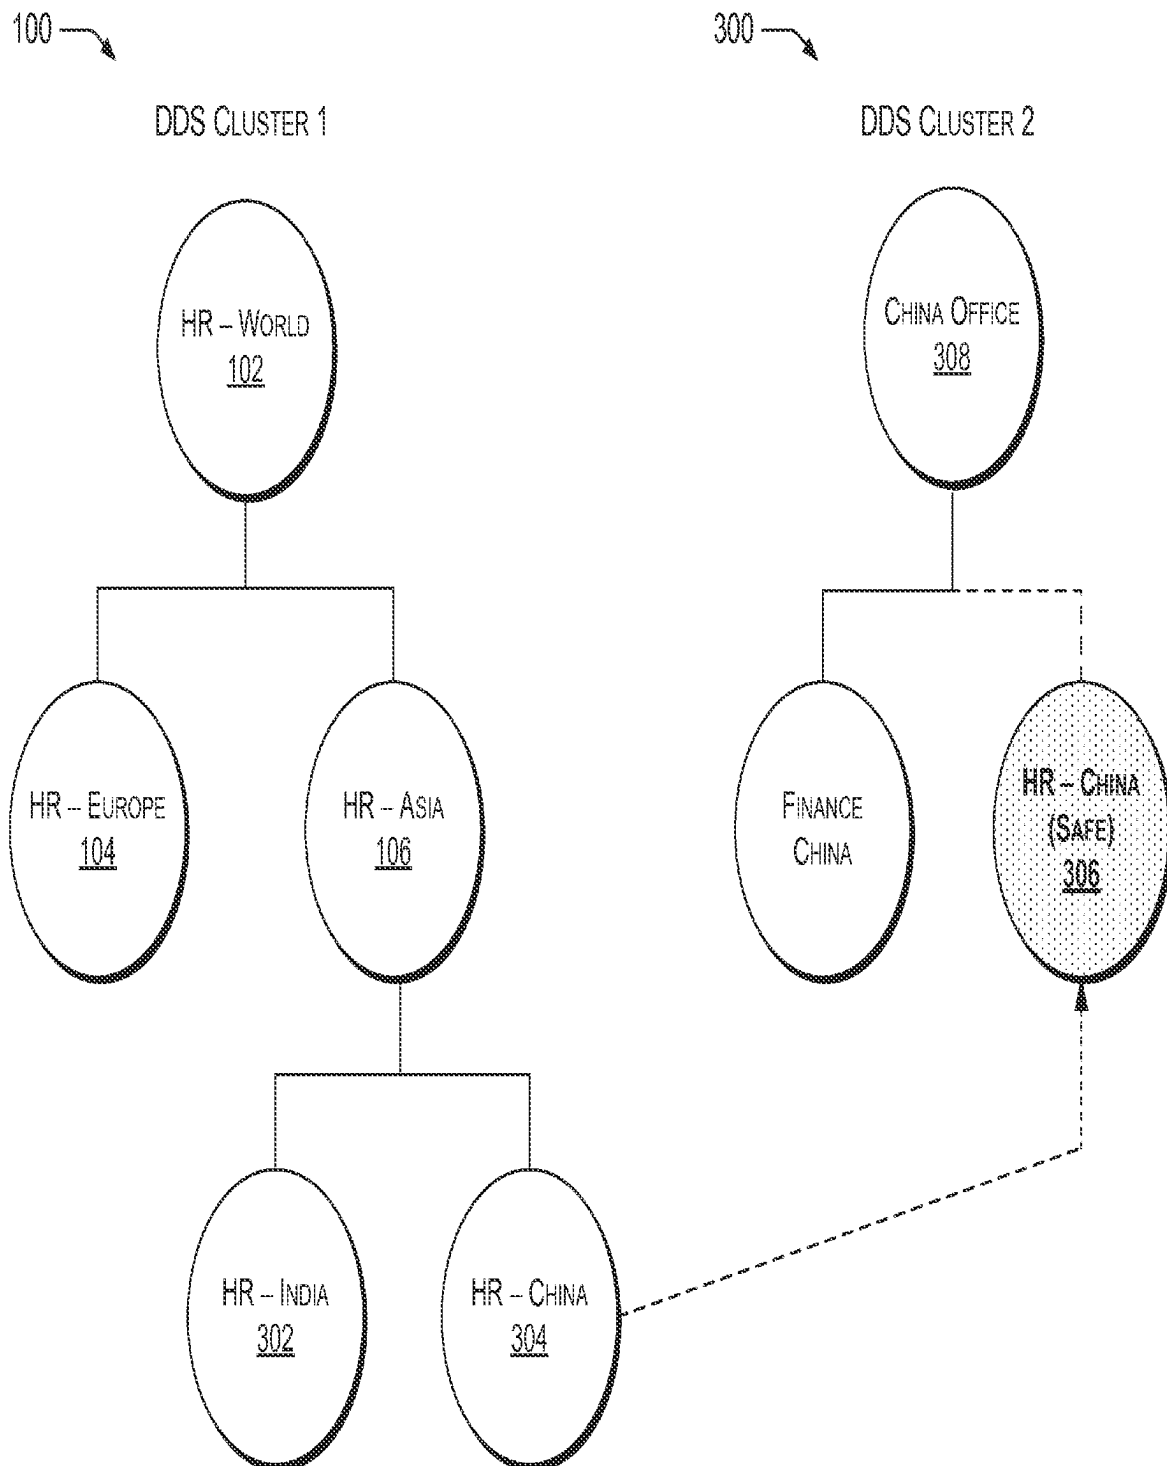 100
300
DDS CLUSTER 1
DDS CLUSTER 2
HR – WORLD
102
CHINA OFFICE
308
HR – EUROPE
104
HR – ASIA
106
FINANCE
CHINA
HR – CHINA
(SAFE)
306
HR – INDIA
302
HR – CHINA
304